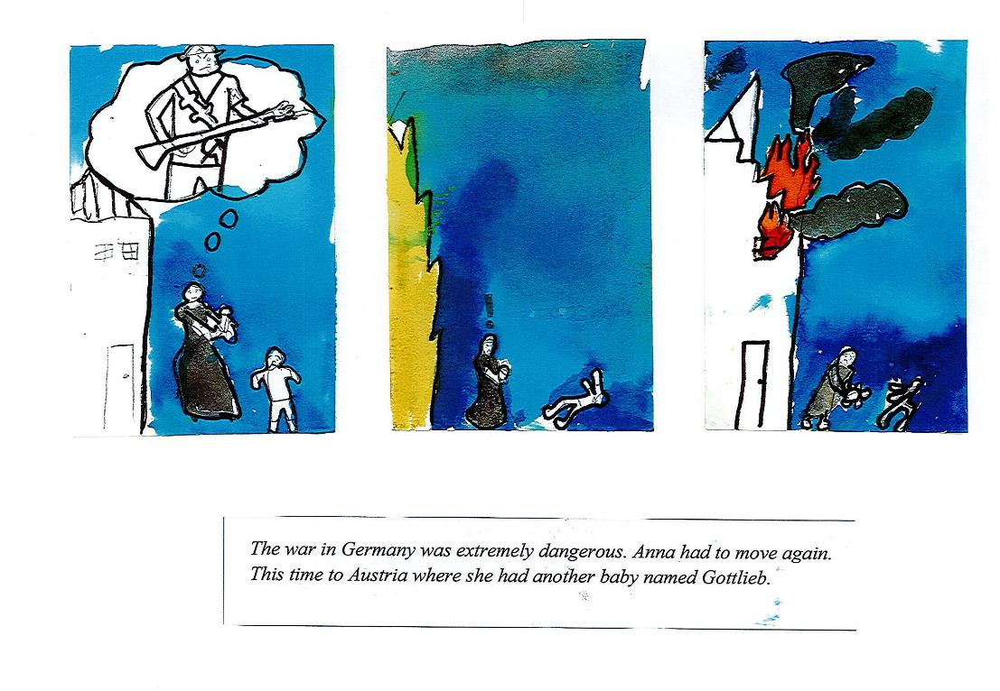 The war in Germany was extremely dangerous. Anna had to move again.
This time to Austria where she had another baby named Gottlieb.